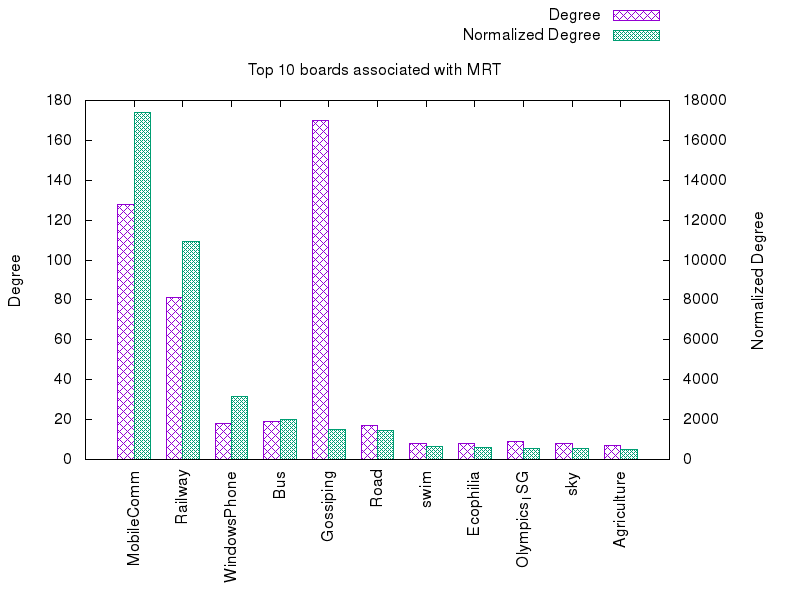 Degree
Normalized Degree
Top 10 boards associated with MRT
180
160
140
120
100
80
60
40
20
0
18000
16000
14000
12000
10000
8000
6000
4000
2000
0
Degree
Normalized Degree
MobileComm
Railway
WindowsPhone
Bus
Gossiping
Road
swim
Ecophilia
Olympics|SG
sky
Agriculture